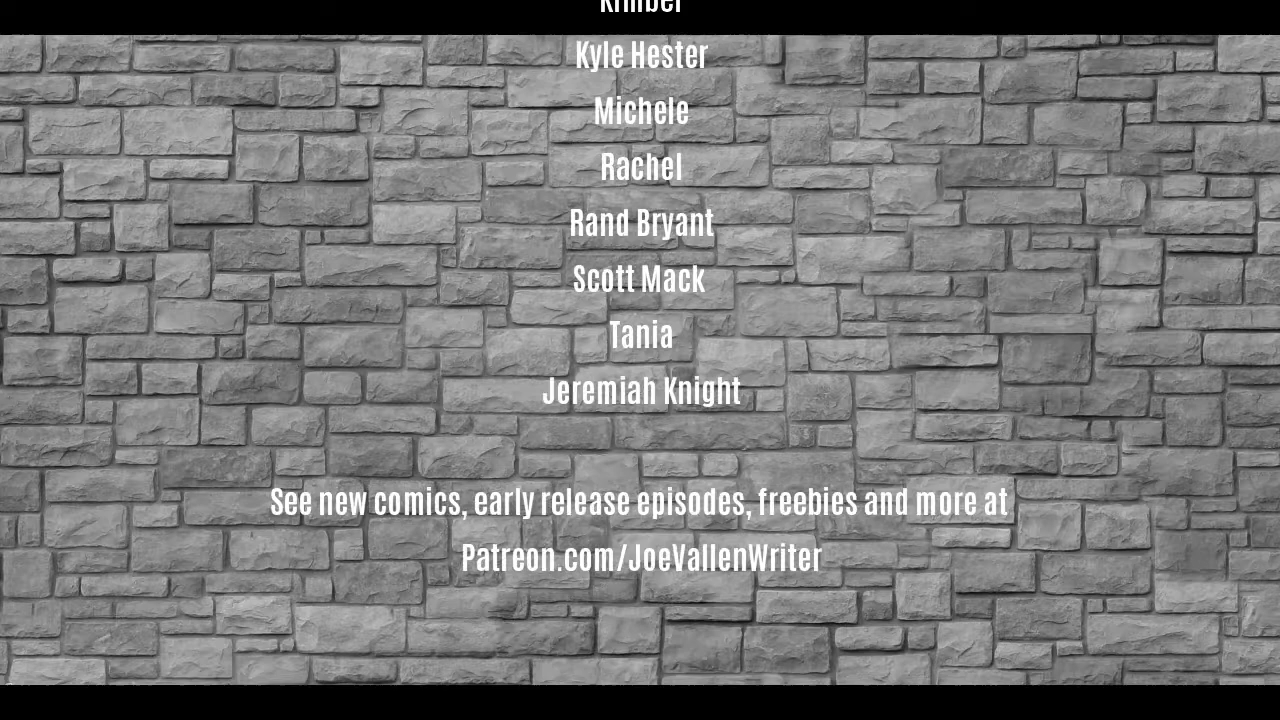 Kimber
Kyle Hester
Michele
Rachel
Rand Bryant
Scott Mack
Tania
Jeremiah Knight
See new comics, early release episodes, freebies and more at
Patreon.com/JoeVallenWriter